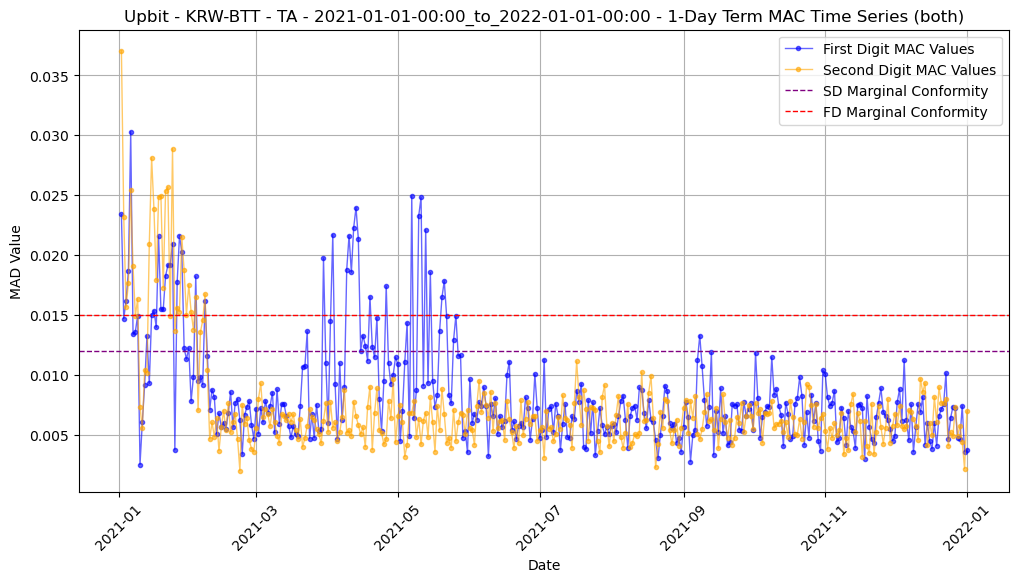 Upbit - KRW-BTT - TA - 2021-01-01-00:00_to_2022-01-01-00:00 - 1-Day Term MAC Time Series (both)
First Digit MAC Values
Second Digit MAC Values
SD Marginal Conformity
FD Marginal Conformity
MAD Value
0.035
0.030
0.025
0.020
0.015
0.010
0.005
2021-01
2021-03
2021-05
2021-07
2021-09
2021-11
2022-01
Date